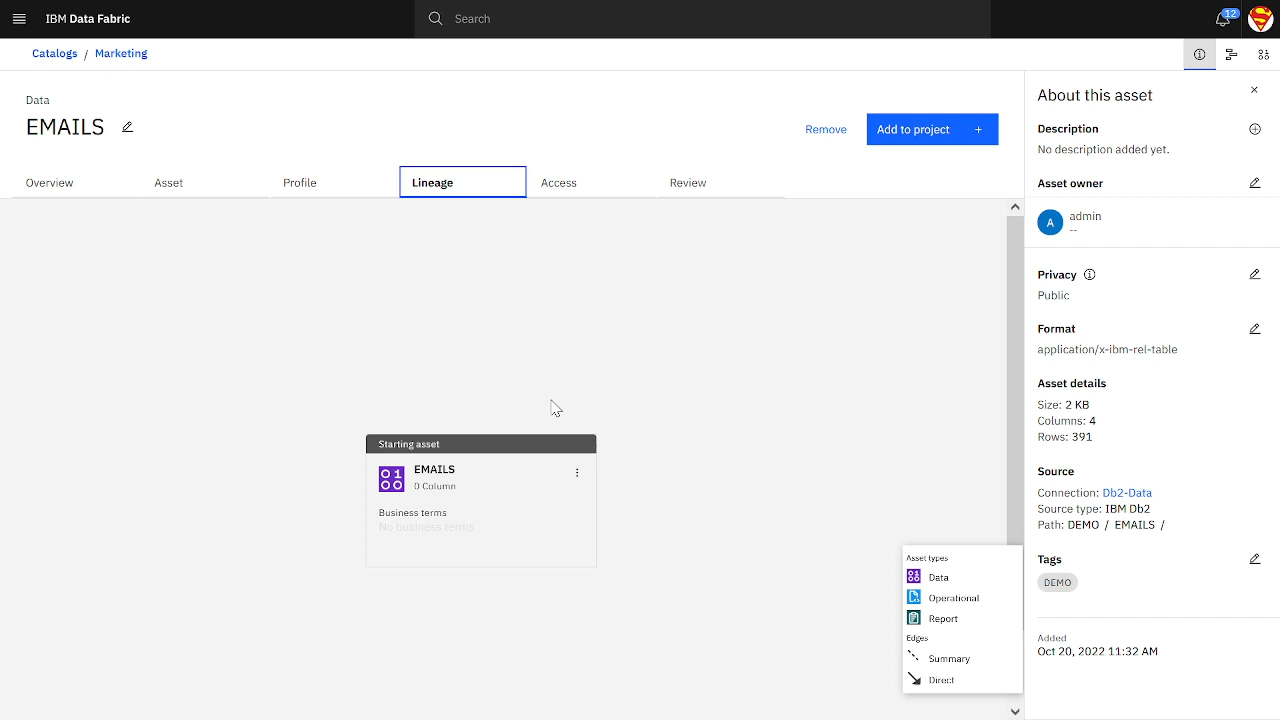 IBM Data Fabric
Search
12
Catalogs / Marketing
Data
EMAILS
Remove
Add to project +
Overview
Asset
Profile
Lineage
Access
Review
Starting asset
EMAILS
0 Column
Business terms
No business terms
Asset types
Data
Operational
Report
Edges
Summary
Direct
About this asset
Description
No description added yet.
Asset owner
A
admin
--
Privacy
Public
Format
application/x-ibm-rel-table
Asset details
Size: 2 KB
Columns: 4
Rows: 391
Source
Connection: Db2-Data
Source type: IBM Db2
Path: DEMO / EMAILS /
Tags
DEMO
Added
Oct 20, 2022 11:32 AM